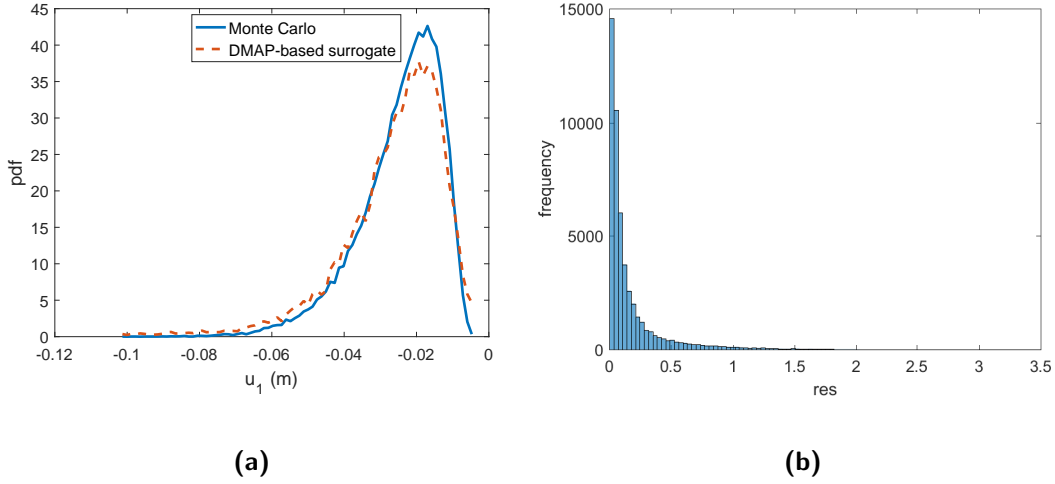 (a)
45
40
35
30
25
20
15
10
5
0
pdf
Monte Carlo
DMAP-based surrogate
-0.12 -0.1 -0.08 -0.06 -0.04 -0.02 0
u1 (m)
(b)
15000
10000
5000
0
frequency
0 0.5 1 1.5 2 2.5 3 3.5
res
(a)
(b)